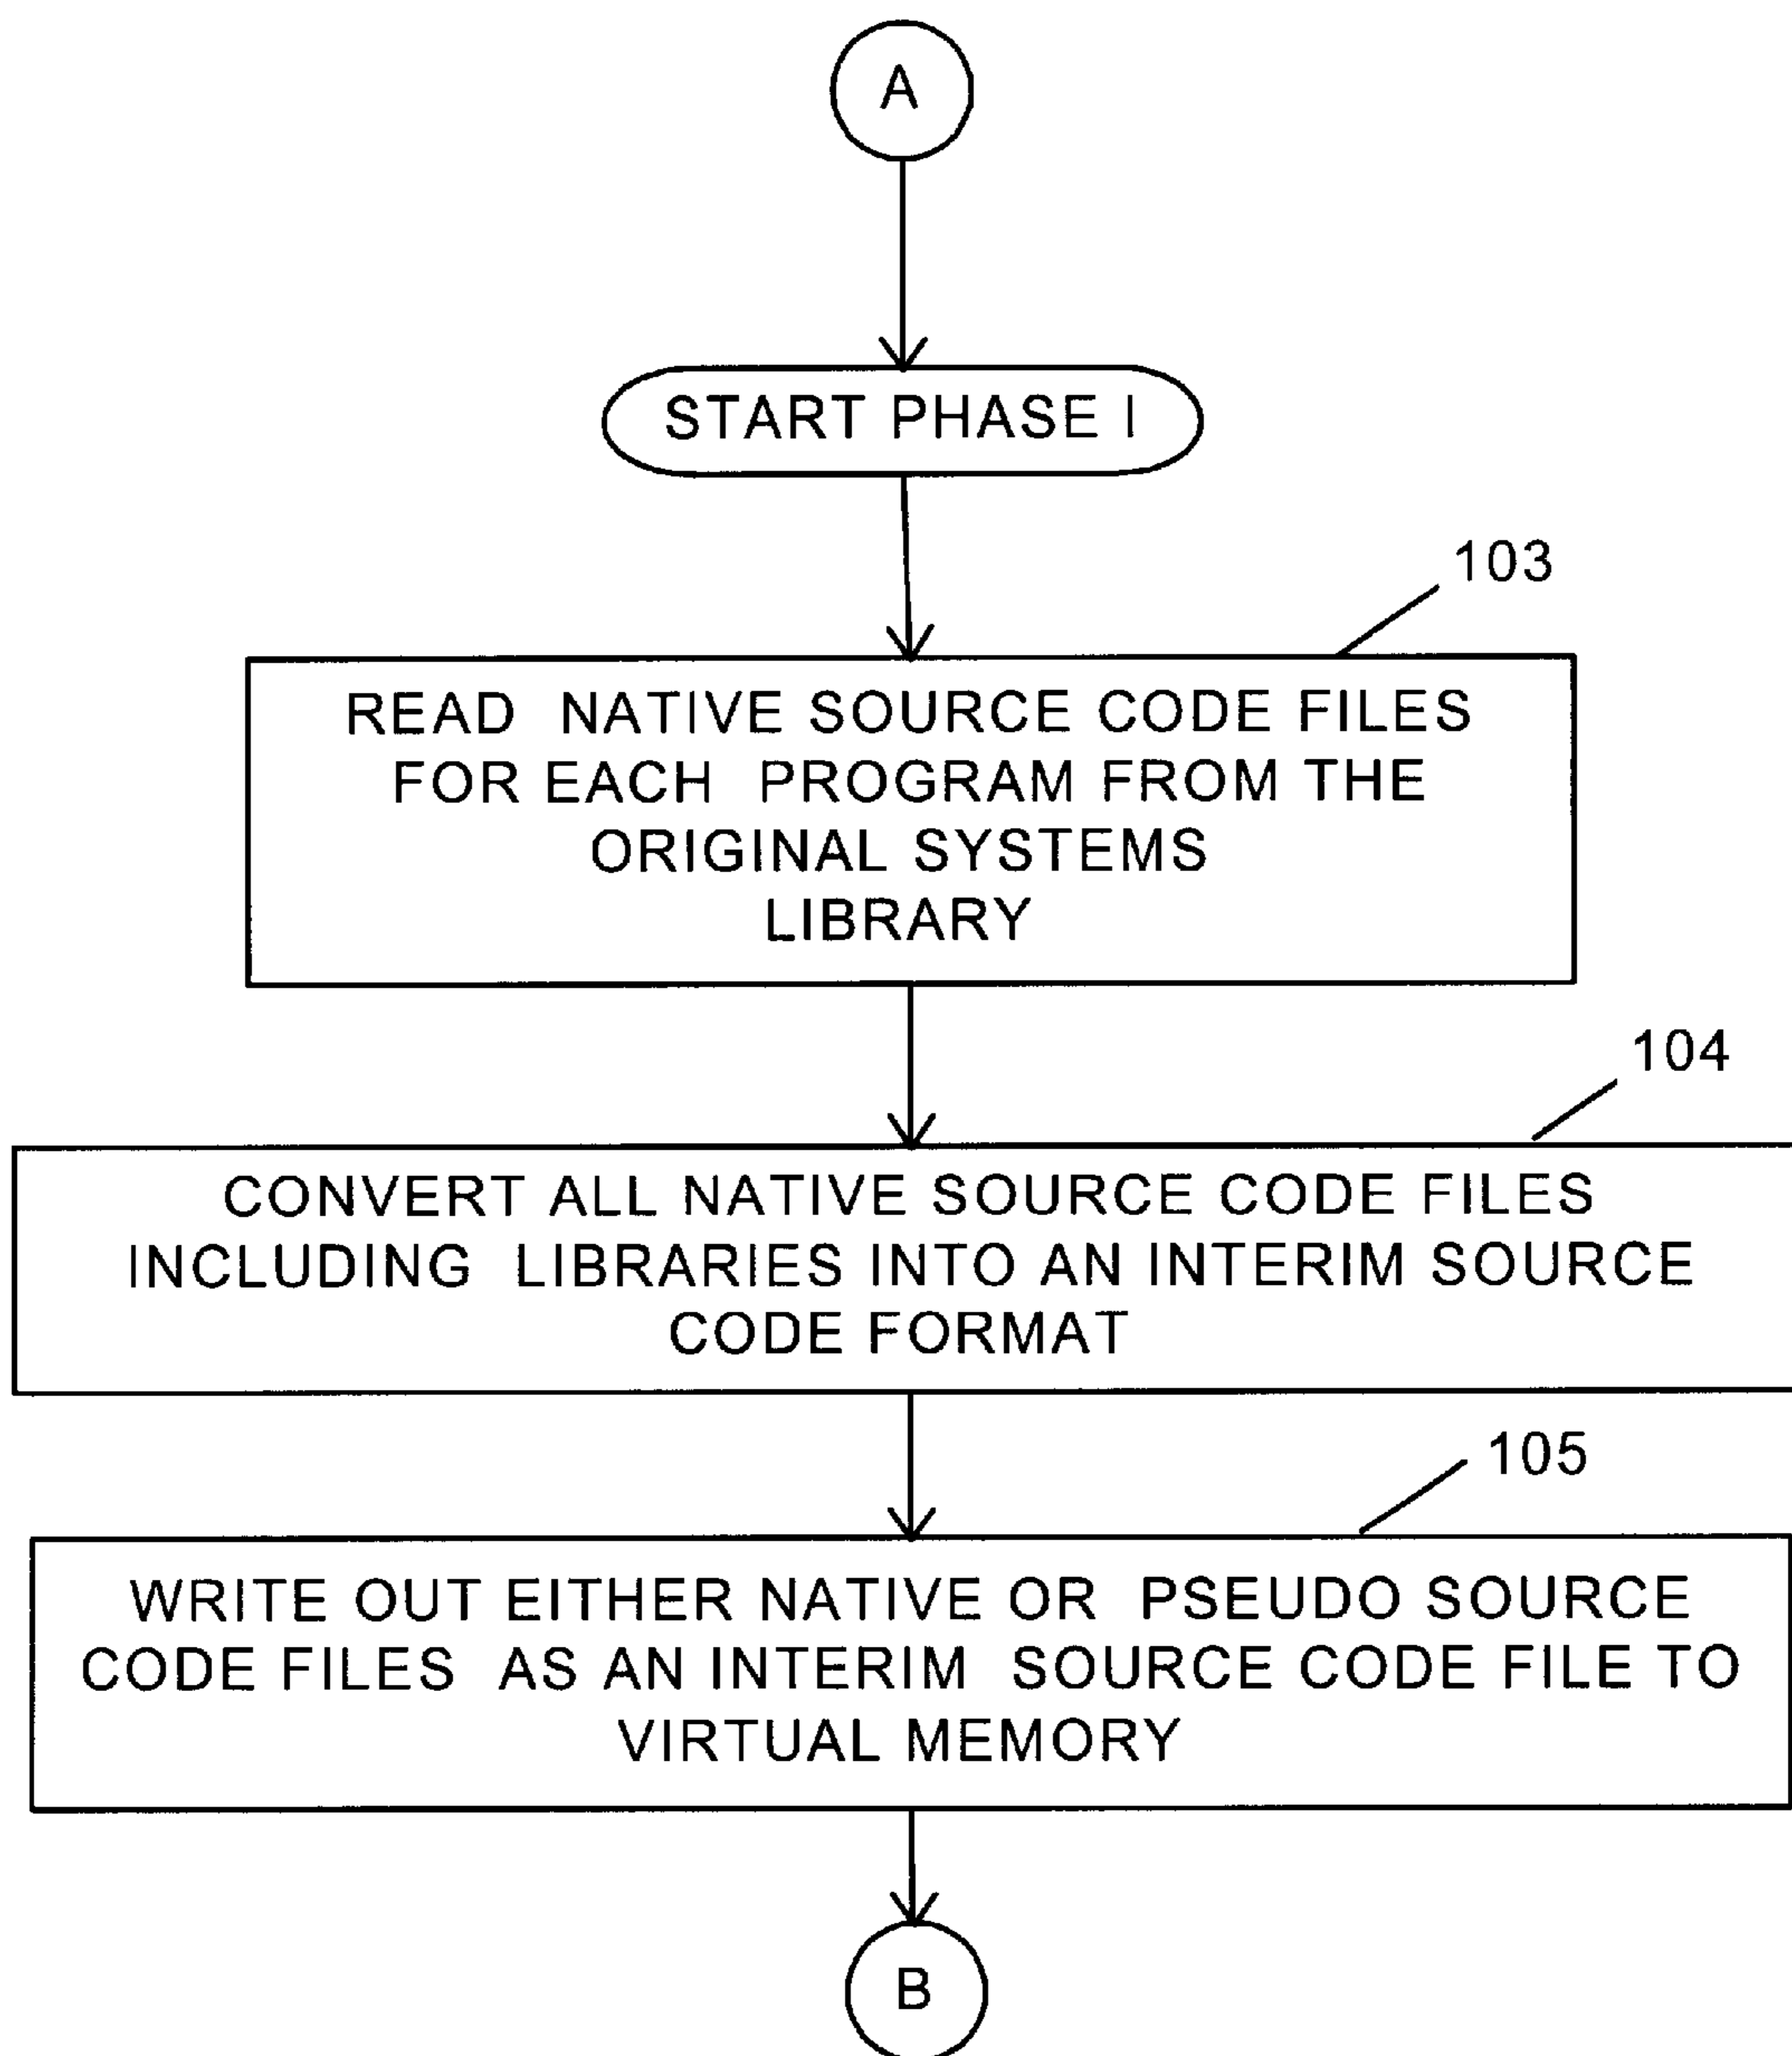 A
START PHASE I
103
READ NATIVE SOURCE CODE FILES
FOR EACH PROGRAM FROM THE
ORIGINAL SYSTEMS
LIBRARY
104
CONVERT ALL NATIVE SOURCE CODE FILES
INCLUDING LIBRARIES INTO AN INTERIM SOURCE
CODE FORMAT
105
WRITE OUT EITHER NATIVE OR PSEUDO SOURCE
CODE FILES AS AN INTERIM SOURCE CODE FILE TO
VIRTUAL MEMORY
B